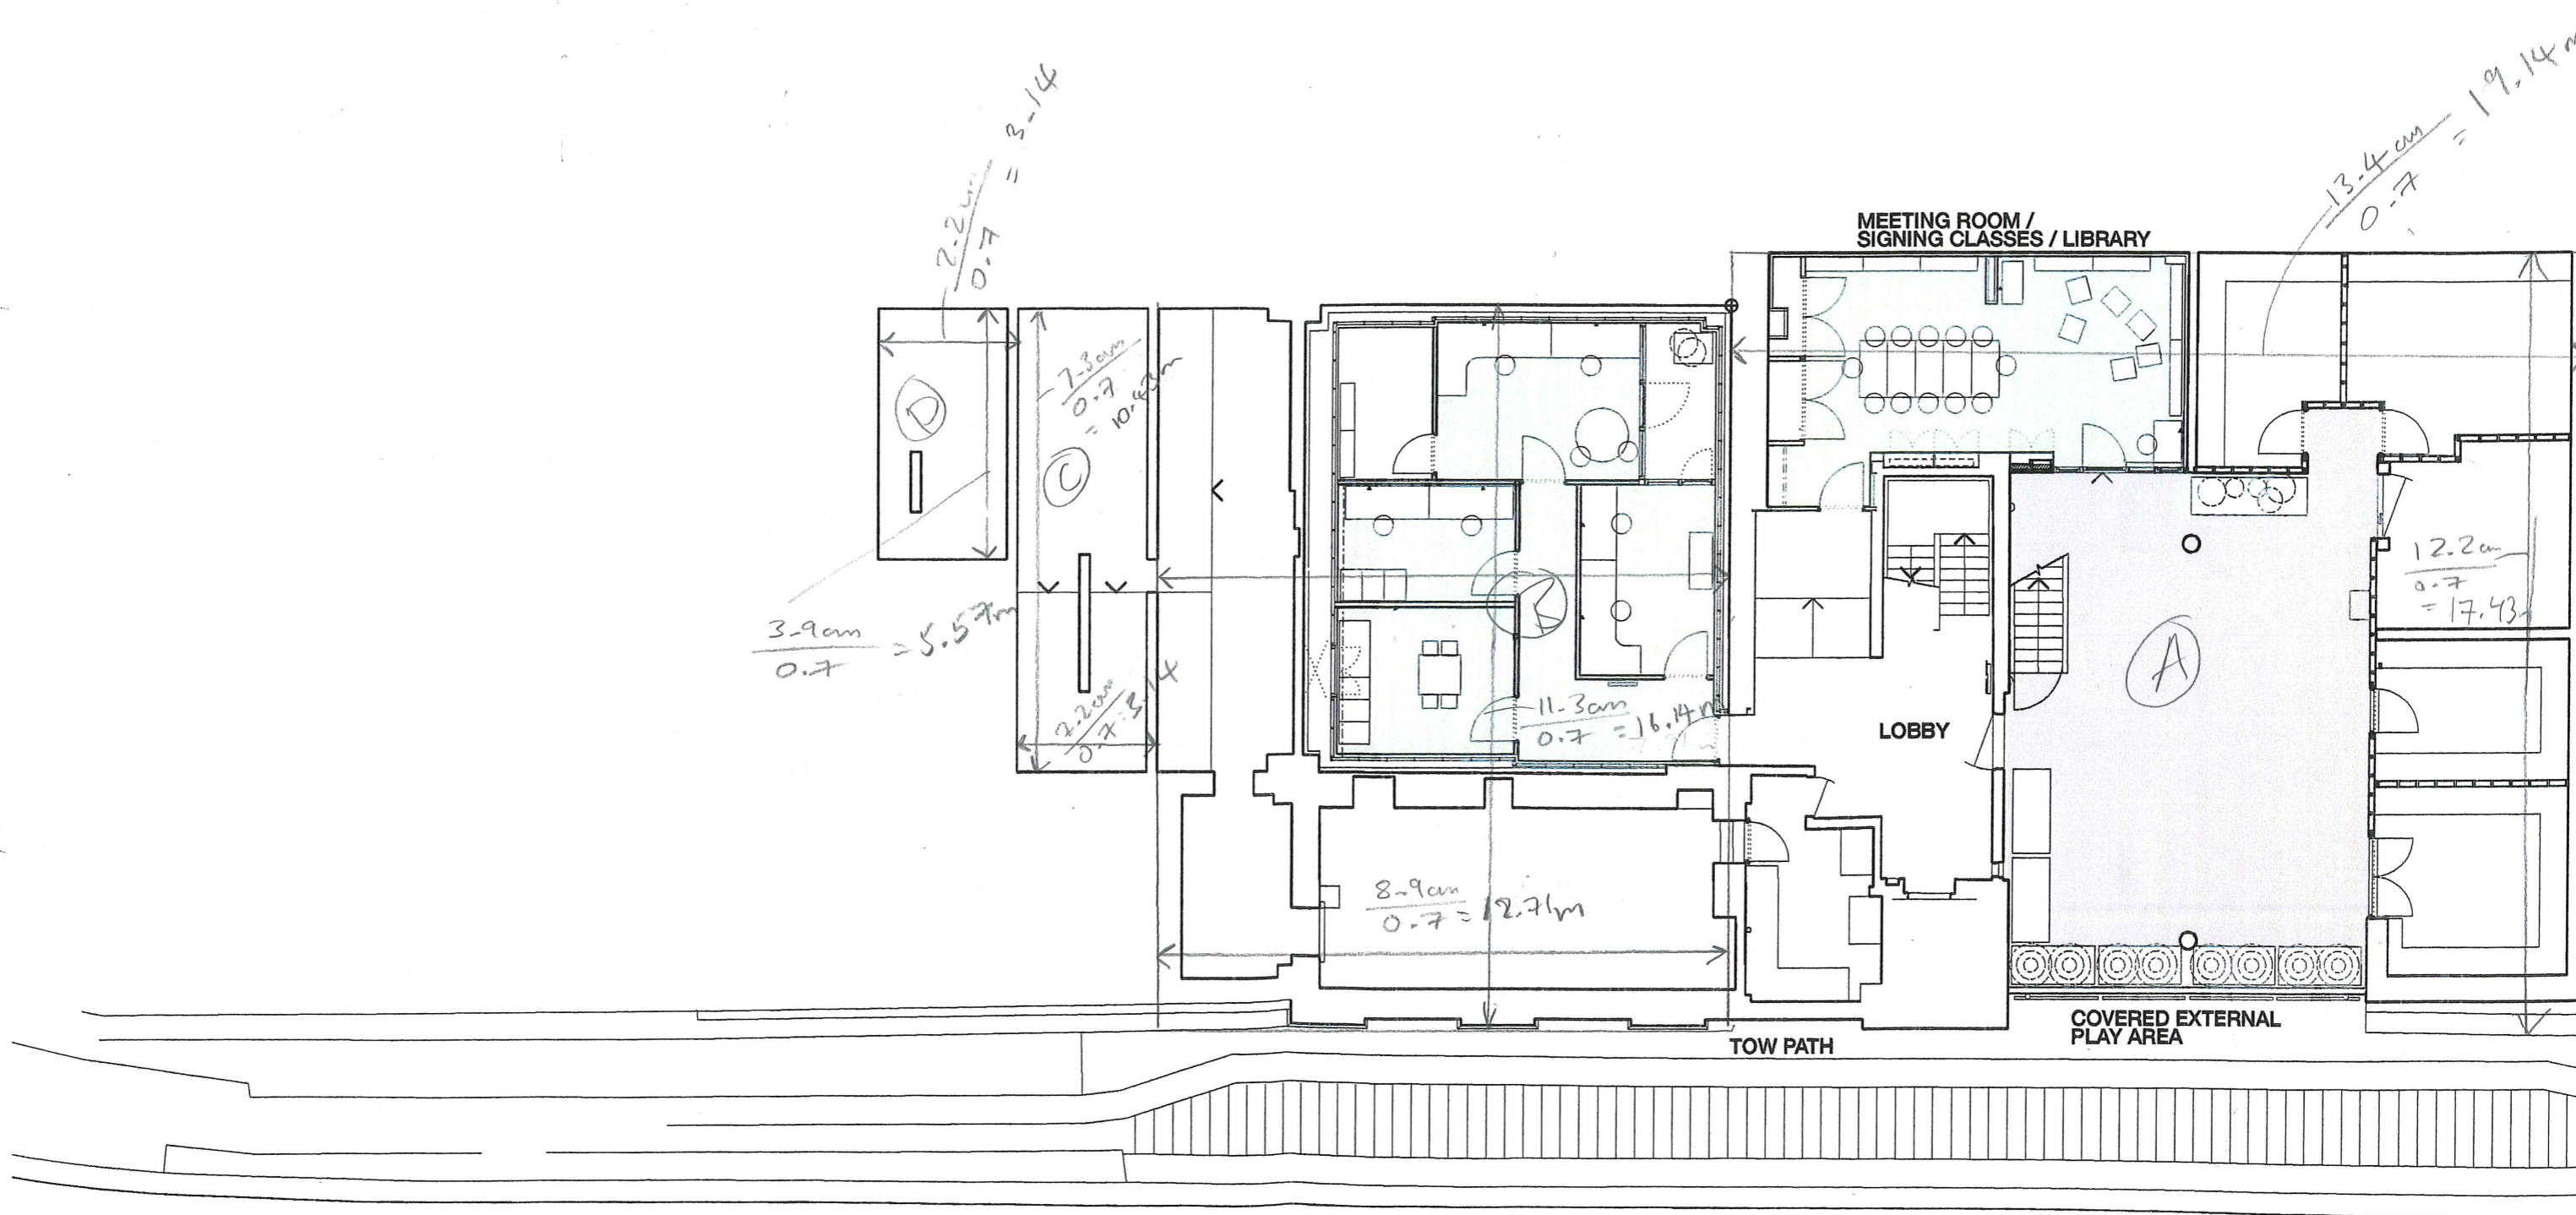 2.2cm
0.7
= 3-14
13.4 cm
0.7
= 19.14 m
MEETING ROOM /
SIGNING CLASSES / LIBRARY
D
7-3cm
0.7
= 10.43m
C
3-9cm
0.7
= 5.57m
2.2cm
0.7
= 3.14
B
11-3cm
0.7
= 16.14m
12.2cm
0.7
= 17.43m
A
LOBBY
8-9cm
0.7
= 12.71m
COVERED EXTERNAL
PLAY AREA
TOW PATH